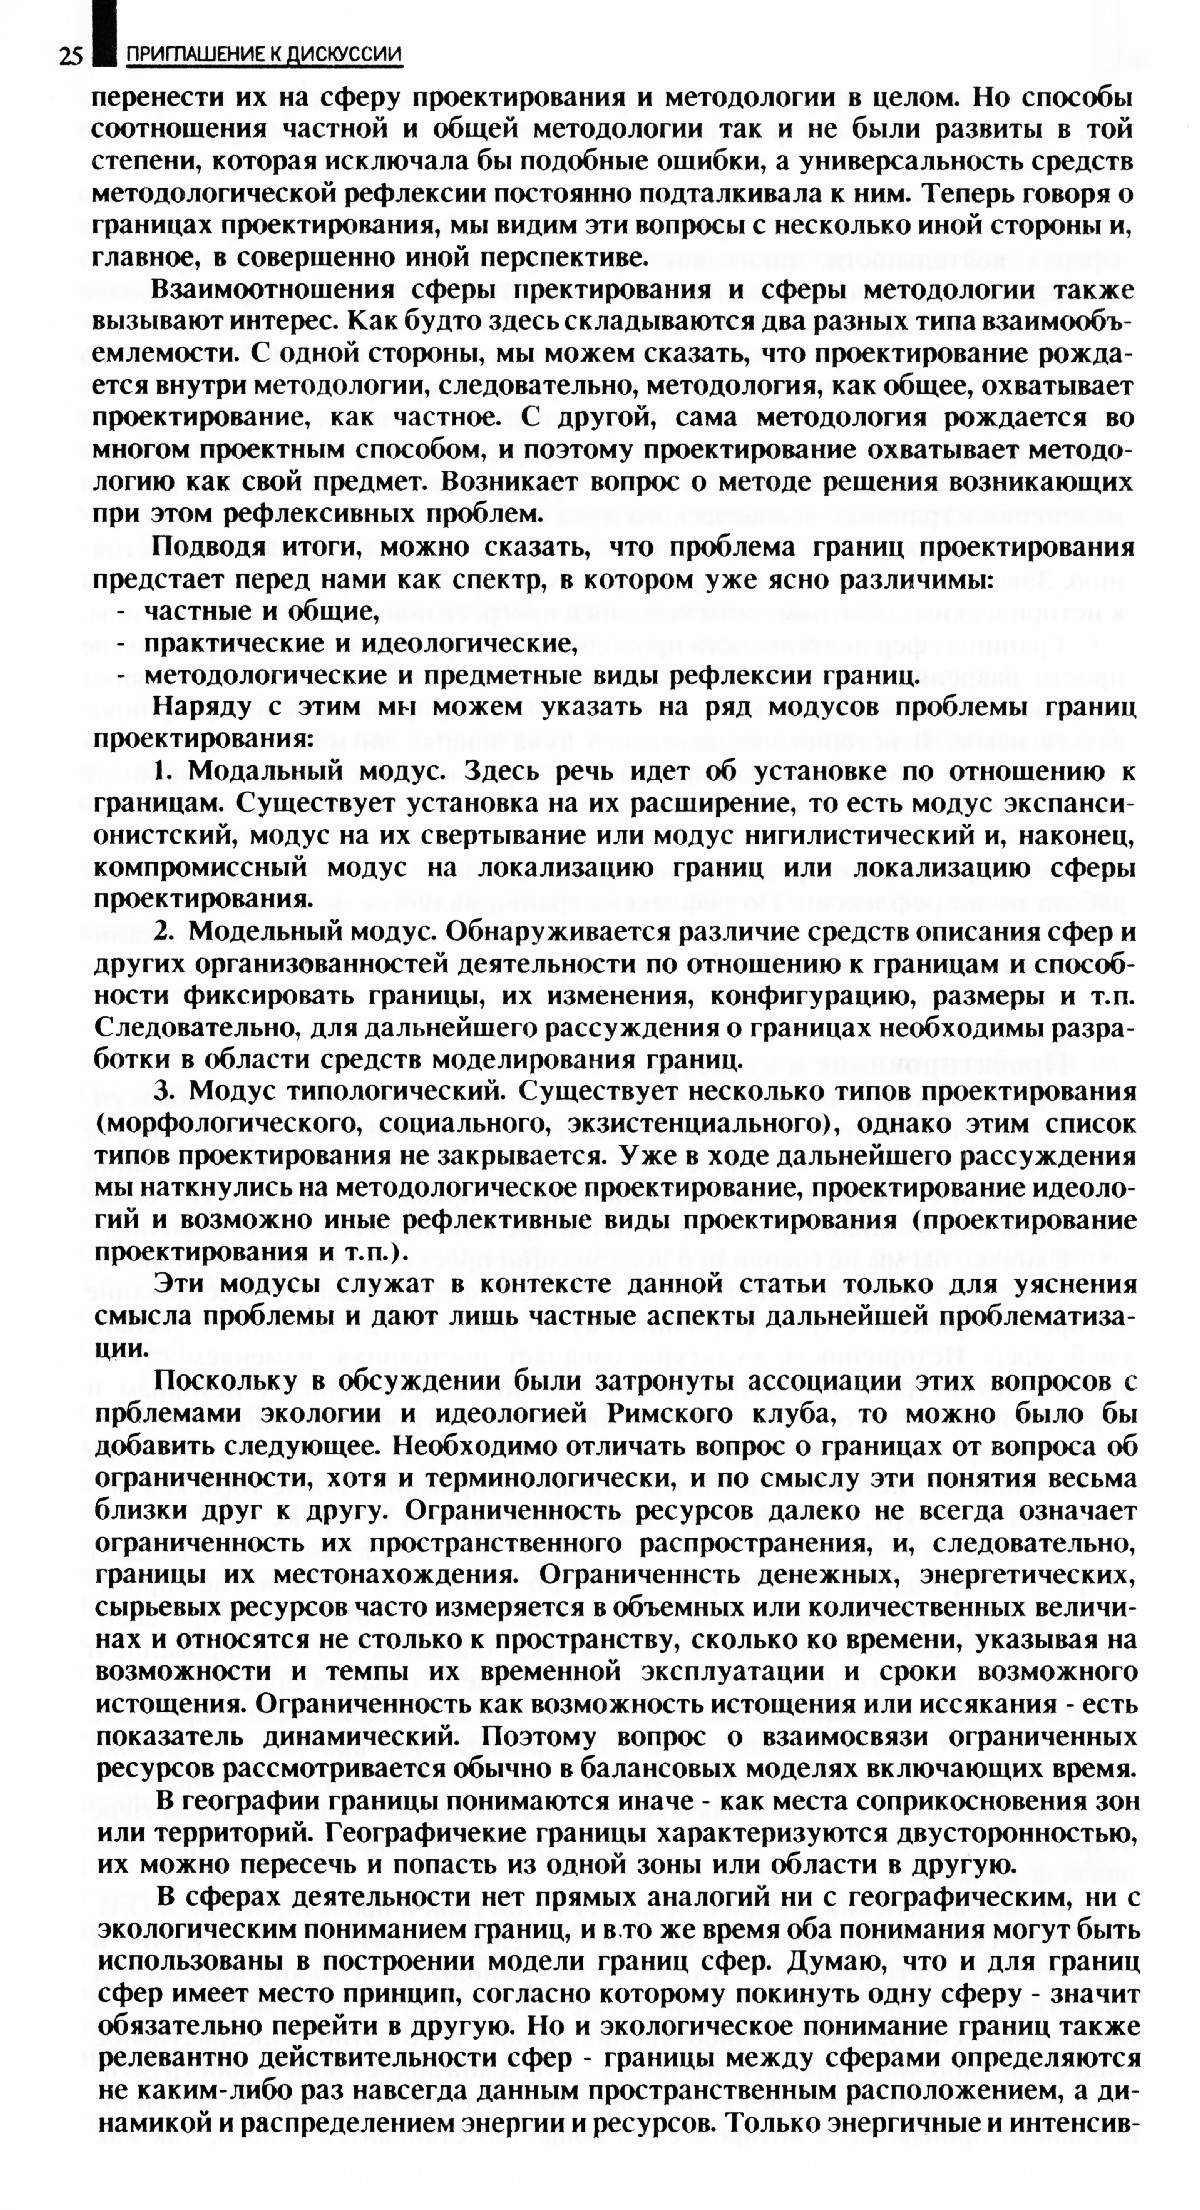 25 ПРИГЛАШЕНИЕ К ДИСКУССИИ
перенести их на сферу проектирования и методологии в целом. Но способы
соотношения частной и общей методологии так и не были развиты в той
степени, которая исключала бы подобные ошибки, а универсальность средств
методологической рефлексии постоянно подталкивала к ним. Теперь говоря о
границах проектирования, мы видим эти вопросы с несколько иной стороны и,
главное, в совершенно иной перспективе.
Взаимоотношения сферы пректирования и сферы методологии также
вызывают интерес. Как будто здесь складываются два разных типа взаимообъ-
емлемости. С одной стороны, мы можем сказать, что проектирование рожда-
ется внутри методологии, следовательно, методология, как общее, охватывает
проектирование, как частное. С другой, сама методология рождается во
многом проектным способом, и поэтому проектирование охватывает методо-
логию как свой предмет. Возникает вопрос о методе решения возникающих
при этом рефлексивных проблем.
Подводя итоги, можно сказать, что проблема границ проектирования
предстает перед нами как спектр, в котором уже ясно различимы:
- частные и общие,
- практические и идеологические,
- методологические и предметные виды рефлексии границ.
Наряду с этим мы можем указать на ряд модусов проблемы границ
проектирования:
1. Модальный модус. Здесь речь идет об установке по отношению к
границам. Существует установка на их расширение, то есть модус экспанси-
онистский, модус на их свертывание или модус нигилистический и, наконец,
компромиссный модус на локализацию границ или локализацию сферы
проектирования.
2. Модельный модус. Обнаруживается различие средств описания сфер и
других организованностей деятельности по отношению к границам и способ-
ности фиксировать границы, их изменения, конфигурацию, размеры и т.п.
Следовательно, для дальнейшего рассуждения о границах необходимы разра-
ботки в области средств моделирования границ.
3. Модус типологический. Существует несколько типов проектирования
(морфологического, социального, экзистенциального), однако этим список
типов проектирования не закрывается. Уже в ходе дальнейшего рассуждения
мы наткнулись на методологическое проектирование, проектирование идеоло-
гий и возможно иные рефлективные виды проектирования (проектирование
проектирования и т.п.).
Эти модусы служат в контексте данной статьи только для уяснения
смысла проблемы и дают лишь частные аспекты дальнейшей проблематиза-
ции.
Поскольку в обсуждении были затронуты ассоциации этих вопросов с
прблемами экологии и идеологией Римского клуба, то можно было бы
добавить следующее. Необходимо отличать вопрос о границах от вопроса об
ограниченности, хотя и терминологически, и по смыслу эти понятия весьма
близки друг к другу. Ограниченность ресурсов далеко не всегда означает
ограниченность их пространственного распространения, и, следовательно,
границы их местонахождения. Ограниченнсть денежных, энергетических,
сырьевых ресурсов часто измеряется в объемных или количественных величи-
нах и относятся не столько к пространству, сколько ко времени, указывая на
возможности и темпы их временной эксплуатации и сроки возможного
истощения. Ограниченность как возможность истощения или иссякания - есть
показатель динамический. Поэтому вопрос о взаимосвязи ограниченных
ресурсов рассмотривается обычно в балансовых моделях включающих время.
В географии границы понимаются иначе - как места соприкосновения зон
или территорий. Географичекие границы характеризуются двусторонностью,
их можно пересечь и попасть из одной зоны или области в другую.
В сферах деятельности нет прямых аналогий ни с географическим, ни с
экологическим пониманием границ, и в то же время оба понимания могут быть
использованы в построении модели границ сфер. Думаю, что и для границ
сфер имеет место принцип, согласно которому покинуть одну сферу - значит
обязательно перейти в другую. Но и экологическое понимание границ также
релевантно действительности сфер - границы между сферами определяются
не каким-либо раз навсегда данным пространственным расположением, а ди-
намикой и распределением энергии и ресурсов. Только энергичные и интенсив-